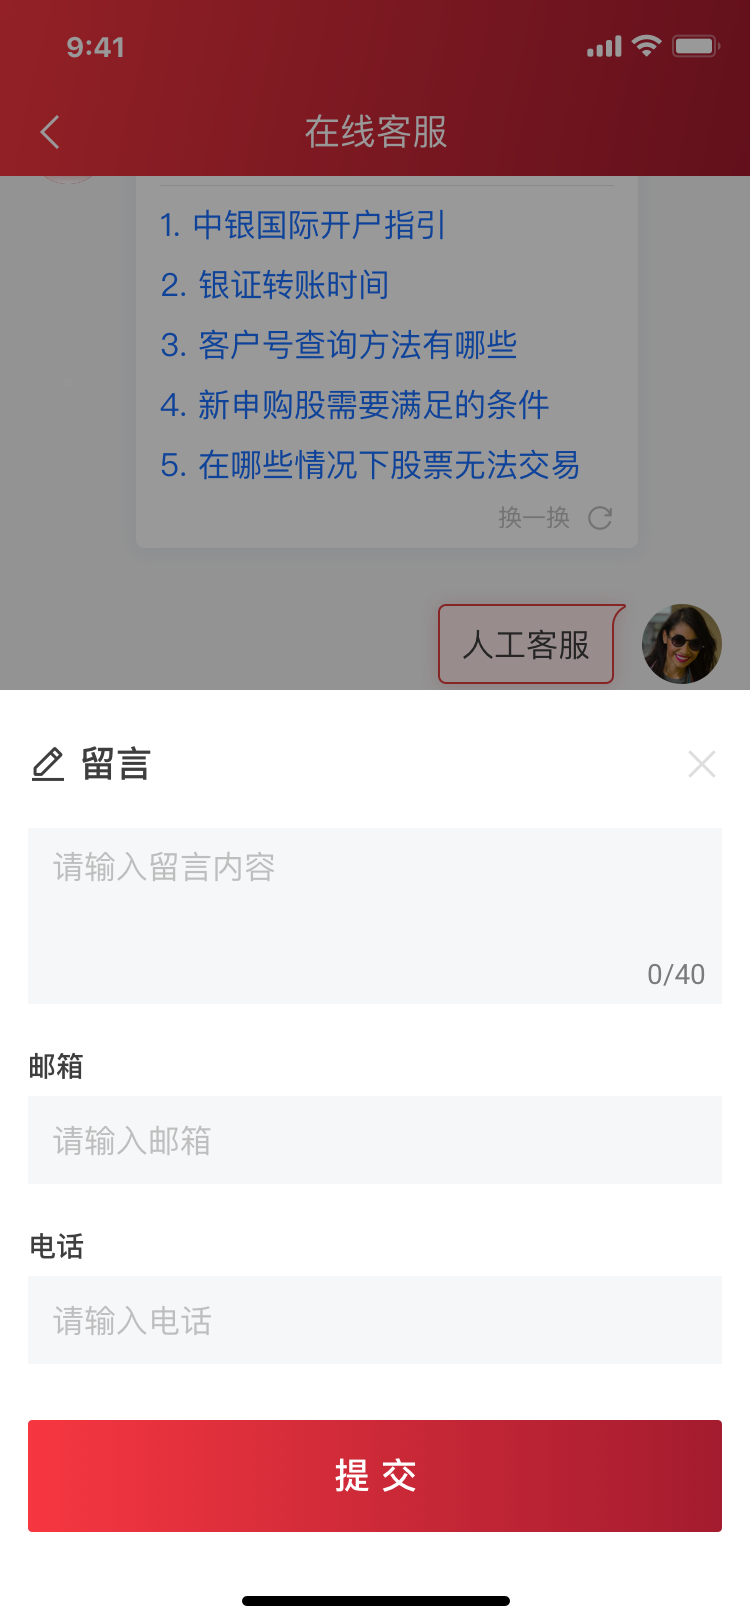 9:41
在线客服
1. 中银国际开户指引
2. 银证转账时间
3. 客户号查询方法有哪些
4. 新申购股需要满足的条件
5. 在哪些情况下股票无法交易
换一换
人工客服
留言
请输入留言内容
0/40
邮箱
请输入邮箱
电话
请输入电话
提 交